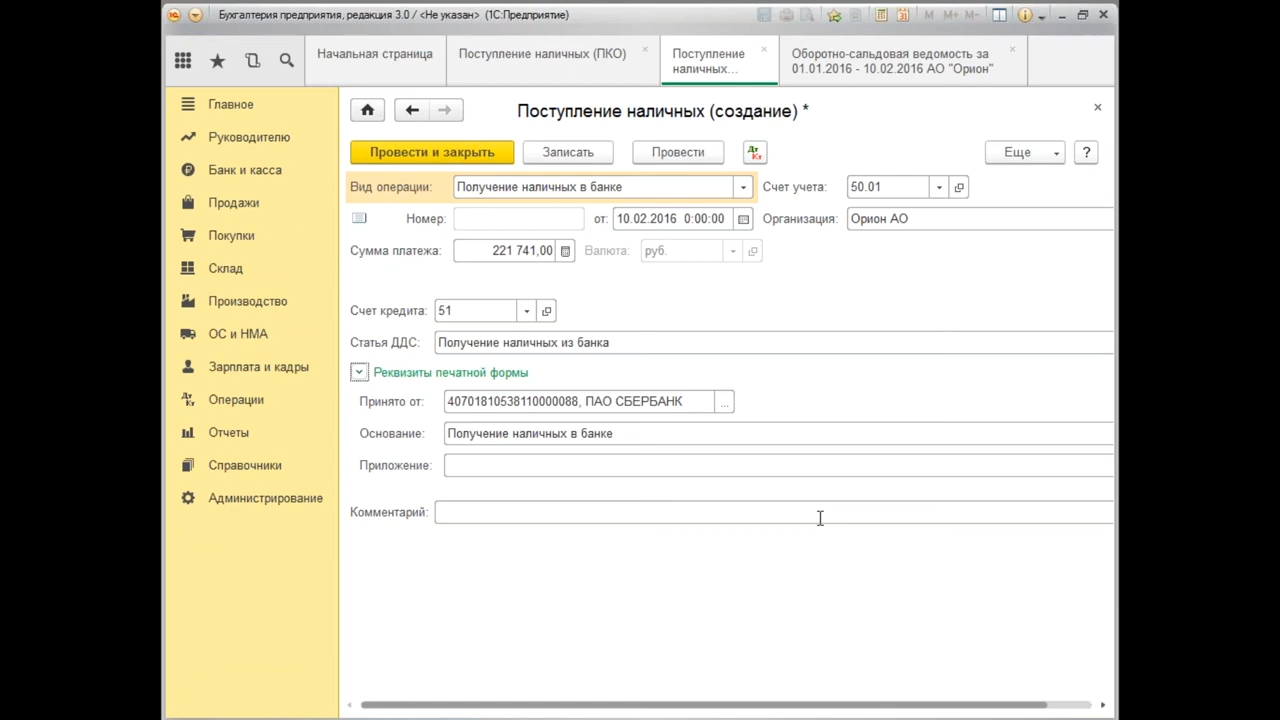 Бухгалтерия предприятия, редакция 3.0 / <Не указан> (1С:Предприятие)
M M+ M-
Начальная страница
Поступление наличных (ПКО)
Поступление наличных...
Оборотно-сальдовая ведомость за
01.01.2016 - 10.02.2016 АО "Орион"
Главное
Руководителю
Банк и касса
Продажи
Покупки
Склад
Производство
ОС и НМА
Зарплата и кадры
Операции
Отчеты
Справочники
Администрирование
Поступление наличных (создание) *
Провести и закрыть
Записать
Провести
Дт Кт
Еще
?
Вид операции: Получение наличных в банке Счет учета: 50.01
Номер: от: 10.02.2016 0:00:00 Организация: Орион АО
Сумма платежа: 221 741,00 Валюта: руб.
Счет кредита: 51
Статья ДДС: Получение наличных из банка
Реквизиты печатной формы
Принято от: 40701810538110000088, ПАО СБЕРБАНК ...
Основание: Получение наличных в банке
Приложение:
Комментарий: